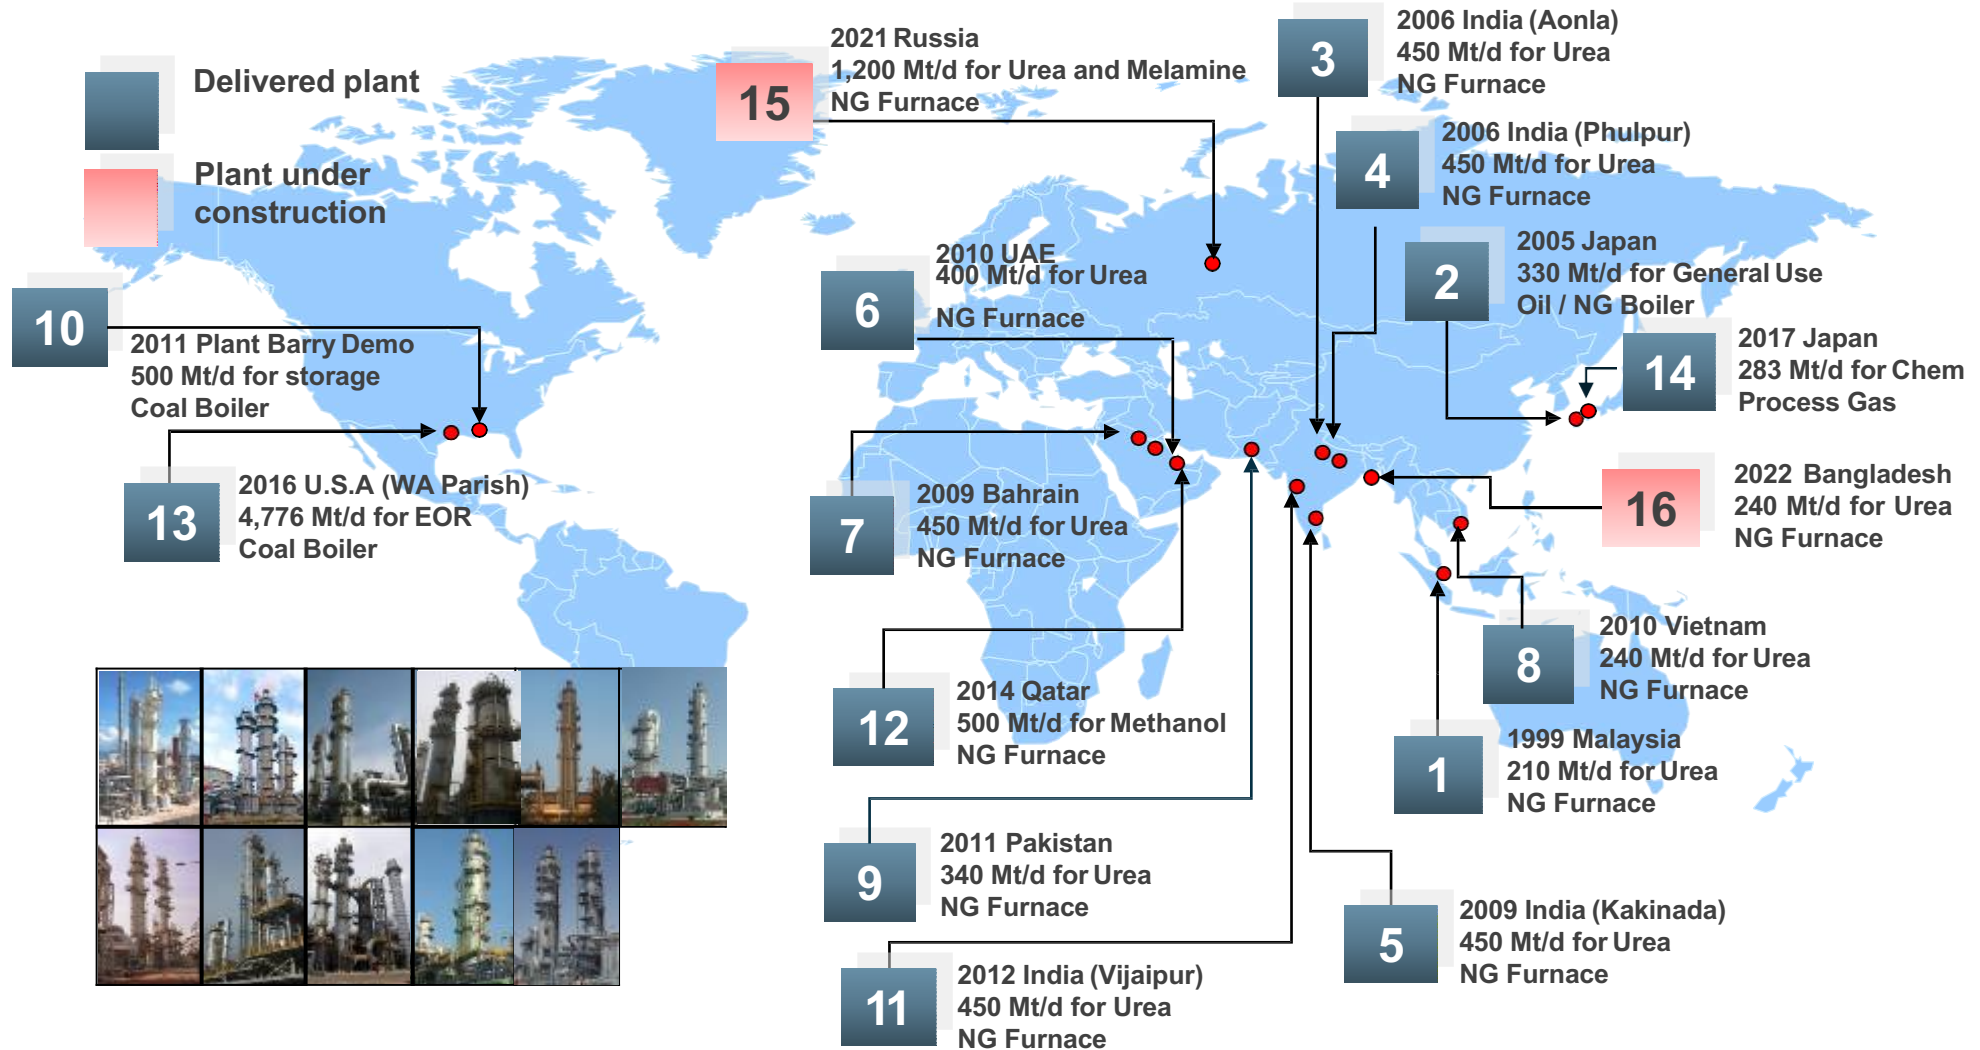 Delivered plant
Plant under
construction
15
2021 Russia
1,200 Mt/d for Urea and Melamine
NG Furnace
3
2006 India (Aonla)
450 Mt/d for Urea
NG Furnace
4
2006 India (Phulpur)
450 Mt/d for Urea
NG Furnace
2
2005 Japan
330 Mt/d for General Use
Oil / NG Boiler
14
2017 Japan
283 Mt/d for Chem
Process Gas
10
2011 Plant Barry Demo
500 Mt/d for storage
Coal Boiler
6
2010 UAE
400 Mt/d for Urea
NG Furnace
13
2016 U.S.A (WA Parish)
4,776 Mt/d for EOR
Coal Boiler
7
2009 Bahrain
450 Mt/d for Urea
NG Furnace
16
2022 Bangladesh
240 Mt/d for Urea
NG Furnace
8
2010 Vietnam
240 Mt/d for Urea
NG Furnace
12
2014 Qatar
500 Mt/d for Methanol
NG Furnace
1
1999 Malaysia
210 Mt/d for Urea
NG Furnace
9
2011 Pakistan
340 Mt/d for Urea
NG Furnace
5
2009 India (Kakinada)
450 Mt/d for Urea
NG Furnace
11
2012 India (Vijaipur)
450 Mt/d for Urea
NG Furnace